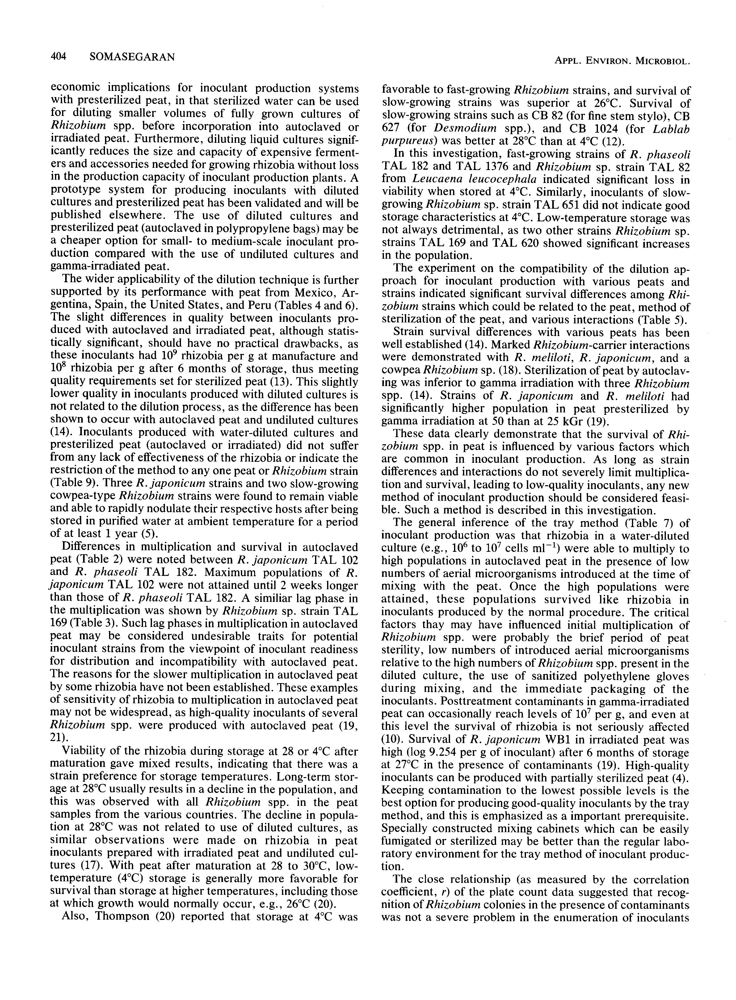 404 SOMASEGARAN
APPL. ENVIRON. MICROBIOL.
economic implications for inoculant production systems
with presterilized peat, in that sterilized water can be used
for diluting smaller volumes of fully grown cultures of
Rhizobium spp. before incorporation into autoclaved or
irradiated peat. Furthermore, diluting liquid cultures signif-
icantly reduces the size and capacity of expensive ferment-
ers and accessories needed for growing rhizobia without loss
in the production capacity of inoculant production plants. A
prototype system for producing inoculants with diluted
cultures and presterilized peat has been validated and will be
published elsewhere. The use of diluted cultures and
presterilized peat (autoclaved in polypropylene bags) may be
a cheaper option for small- to medium-scale inoculant pro-
duction compared with the use of undiluted cultures and
gamma-irradiated peat.
The wider applicability of the dilution technique is further
supported by its performance with peat from Mexico, Ar-
gentina, Spain, the United States, and Peru (Tables 4 and 6).
The slight differences in quality between inoculants pro-
duced with autoclaved and irradiated peat, although statis-
tically significant, should have no practical drawbacks, as
these inoculants had 10⁹ rhizobia per g at manufacture and
10⁸ rhizobia per g after 6 months of storage, thus meeting
quality requirements set for sterilized peat (13). This slightly
lower quality in inoculants produced with diluted cultures is
not related to the dilution process, as the difference has been
shown to occur with autoclaved peat and undiluted cultures
(14). Inoculants produced with water-diluted cultures and
presterilized peat (autoclaved or irradiated) did not suffer
from any lack of effectiveness of the rhizobia or indicate the
restriction of the method to any one peat or Rhizobium strain
(Table 9). Three R. japonicum strains and two slow-growing
cowpea-type Rhizobium strains were found to remain viable
and able to rapidly nodulate their respective hosts after being
stored in purified water at ambient temperature for a period
of at least 1 year (5).
Differences in multiplication and survival in autoclaved
peat (Table 2) were noted between R. japonicum TAL 102
and R. phaseoli TAL 182. Maximum populations of R.
japonicum TAL 102 were not attained until 2 weeks longer
than those of R. phaseoli TAL 182. A similiar lag phase in
the multiplication was shown by Rhizobium sp. strain TAL
169 (Table 3). Such lag phases in multiplication in autoclaved
peat may be considered undesirable traits for potential
inoculant strains from the viewpoint of inoculant readiness
for distribution and incompatibility with autoclaved peat.
The reasons for the slower multiplication in autoclaved peat
by some rhizobia have not been established. These examples
of sensitivity of rhizobia to multiplication in autoclaved peat
may not be widespread, as high-quality inoculants of several
Rhizobium spp. were produced with autoclaved peat (19,
21).
Viability of the rhizobia during storage at 28 or 4°C after
maturation gave mixed results, indicating that there was a
strain preference for storage temperatures. Long-term stor-
age at 28°C usually results in a decline in the population, and
this was observed with all Rhizobium spp. in the peat
samples from the various countries. The decline in popula-
tion at 28°C was not related to use of diluted cultures, as
similar observations were made on rhizobia in peat
inoculants prepared with irradiated peat and undiluted cul-
tures (17). With peat after maturation at 28 to 30°C, low-
temperature (4°C) storage is generally more favorable for
survival than storage at higher temperatures, including those
at which growth would normally occur, e.g., 26°C (20).
Also, Thompson (20) reported that storage at 4°C was
favorable to fast-growing Rhizobium strains, and survival of
slow-growing strains was superior at 26°C. Survival of
slow-growing strains such as CB 82 (for fine stem stylo), CB
627 (for Desmodium spp.), and CB 1024 (for Lablab
purpureus) was better at 28°C than at 4°C (12).
In this investigation, fast-growing strains of R. phaseoli
TAL 182 and TAL 1376 and Rhizobium sp. strain TAL 82
from Leucaena leucocephala indicated significant loss in
viability when stored at 4°C. Similarly, inoculants of slow-
growing Rhizobium sp. strain TAL 651 did not indicate good
storage characteristics at 4°C. Low-temperature storage was
not always detrimental, as two other strains Rhizobium sp.
strains TAL 169 and TAL 620 showed significant increases
in the population.
The experiment on the compatibility of the dilution ap-
proach for inoculant production with various peats and
strains indicated significant survival differences among Rhi-
zobium strains which could be related to the peat, method of
sterilization of the peat, and various interactions (Table 5).
Strain survival differences with various peats has been
well established (14). Marked Rhizobium-carrier interactions
were demonstrated with R. meliloti, R. japonicum, and a
cowpea Rhizobium sp. (18). Sterilization of peat by autoclav-
ing was inferior to gamma irradiation with three Rhizobium
spp. (14). Strains of R. japonicum and R. meliloti had
significantly higher population in peat presterilized by
gamma irradiation at 50 than at 25 kGr (19).
These data clearly demonstrate that the survival of Rhi-
zobium spp. in peat is influenced by various factors which
are common in inoculant production. As long as strain
differences and interactions do not severely limit multiplica-
tion and survival, leading to low-quality inoculants, any new
method of inoculant production should be considered feasi-
ble. Such a method is described in this investigation.
The general inference of the tray method (Table 7) of
inoculant production was that rhizobia in a water-diluted
culture (e.g., 10⁶ to 10⁷ cells ml⁻¹) were able to multiply to
high populations in autoclaved peat in the presence of low
numbers of aerial microorganisms introduced at the time of
mixing with the peat. Once the high populations were
attained, these populations survived like rhizobia in
inoculants produced by the normal procedure. The critical
factors thay may have influenced initial multiplication of
Rhizobium spp. were probably the brief period of peat
sterility, low numbers of introduced aerial microorganisms
relative to the high numbers of Rhizobium spp. present in the
diluted culture, the use of sanitized polyethylene gloves
during mixing, and the immediate packaging of the
inoculants. Posttreatment contaminants in gamma-irradiated
peat can occasionally reach levels of 10⁷ per g, and even at
this level the survival of rhizobia is not seriously affected
(10). Survival of R. japonicum WB1 in irradiated peat was
high (log 9.254 per g of inoculant) after 6 months of storage
at 27°C in the presence of contaminants (19). High-quality
inoculants can be produced with partially sterilized peat (4).
Keeping contamination to the lowest possible levels is the
best option for producing good-quality inoculants by the tray
method, and this is emphasized as a important prerequisite.
Specially constructed mixing cabinets which can be easily
fumigated or sterilized may be better than the regular labo-
ratory environment for the tray method of inoculant produc-
tion.
The close relationship (as measured by the correlation
coefficient, r) of the plate count data suggested that recog-
nition of Rhizobium colonies in the presence of contaminants
was not a severe problem in the enumeration of inoculants